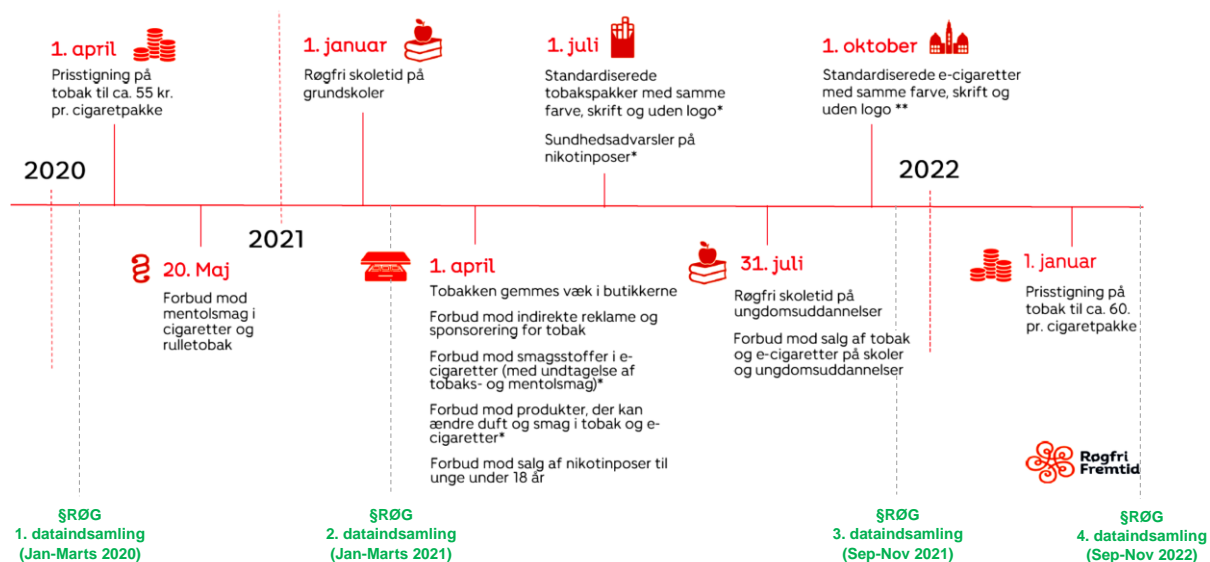 1. april
Prisstigning på
tobak til ca. 55 kr.
pr. cigaretpakke
1. januar
Røgfri skoletid på
grundskoler
1. juli
Standardiserede
tobakspakker med samme
farve, skrift og uden logo*
Sundhedsadvarsler på
nikotinposer*
1. oktober
Standardiserede e-cigaretter
med samme farve, skrift og
uden logo **
2020
2021
2022
20. Maj
Forbud mod
mentolsmag i
cigaretter og
rulletobak
1. april
Tobakken gemmes væk i butikkerne
Forbud mod indirekte reklame og
sponsorering for tobak
Forbud mod smagsstoffer i e-
cigaretter (med undtagelse af
tobaks- og mentolsmag)*
Forbud mod produkter, der kan
ændre duft og smag i tobak og e-
cigaretter*
Forbud mod salg af nikotinposer til
unge under 18 år
31. juli
Røgfri skoletid på
ungdomsuddannelser
Forbud mod salg af tobak
og e-cigaretter på skoler
og ungdomsuddannelser
1. januar
Prisstigning på
tobak til ca. 60.
pr. cigaretpakke
Røgfri
Fremtid
§RØG
1. dataindsamling
(Jan-Marts 2020)
§RØG
2. dataindsamling
(Jan-Marts 2021)
§RØG
3. dataindsamling
(Sep-Nov 2021)
§RØG
4. dataindsamling
(Sep-Nov 2022)